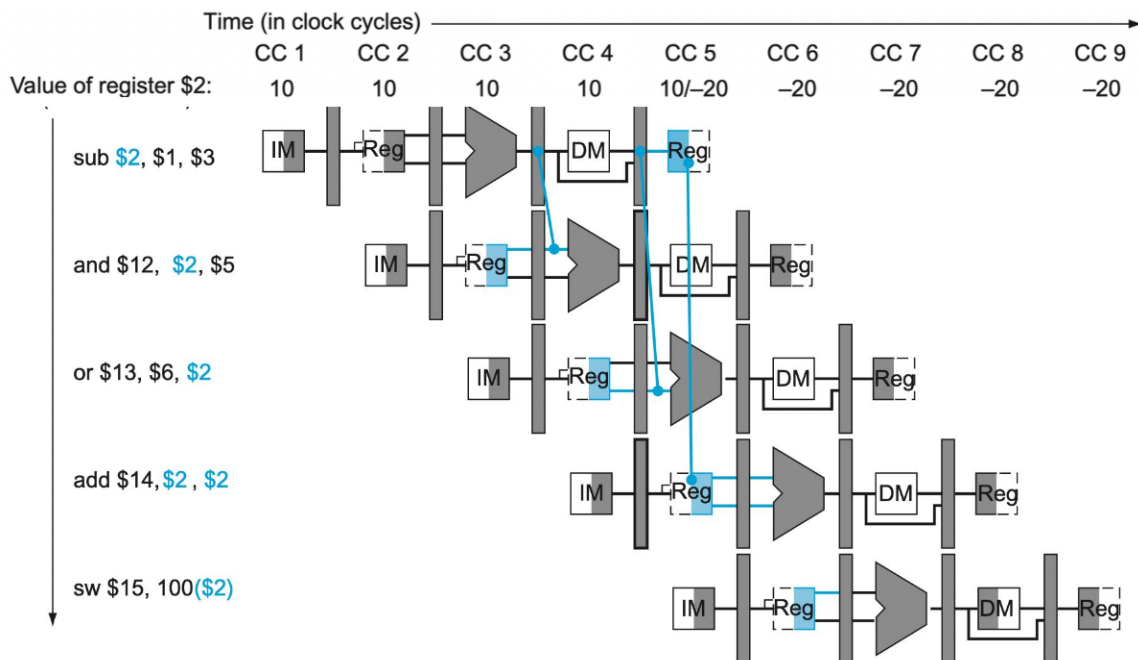 Time (in clock cycles)
CC 1 CC 2 CC 3 CC 4 CC 5 CC 6 CC 7 CC 8 CC 9
Value of register $2: 10 10 10 10 10/–20 –20 –20 –20 –20
sub $2, $1, $3 IM Reg DM Reg
and $12, $2, $5 IM Reg DM Reg
or $13, $6, $2 IM Reg DM Reg
add $14,$2 , $2 IM Reg DM Reg
sw $15, 100($2) IM Reg DM Reg